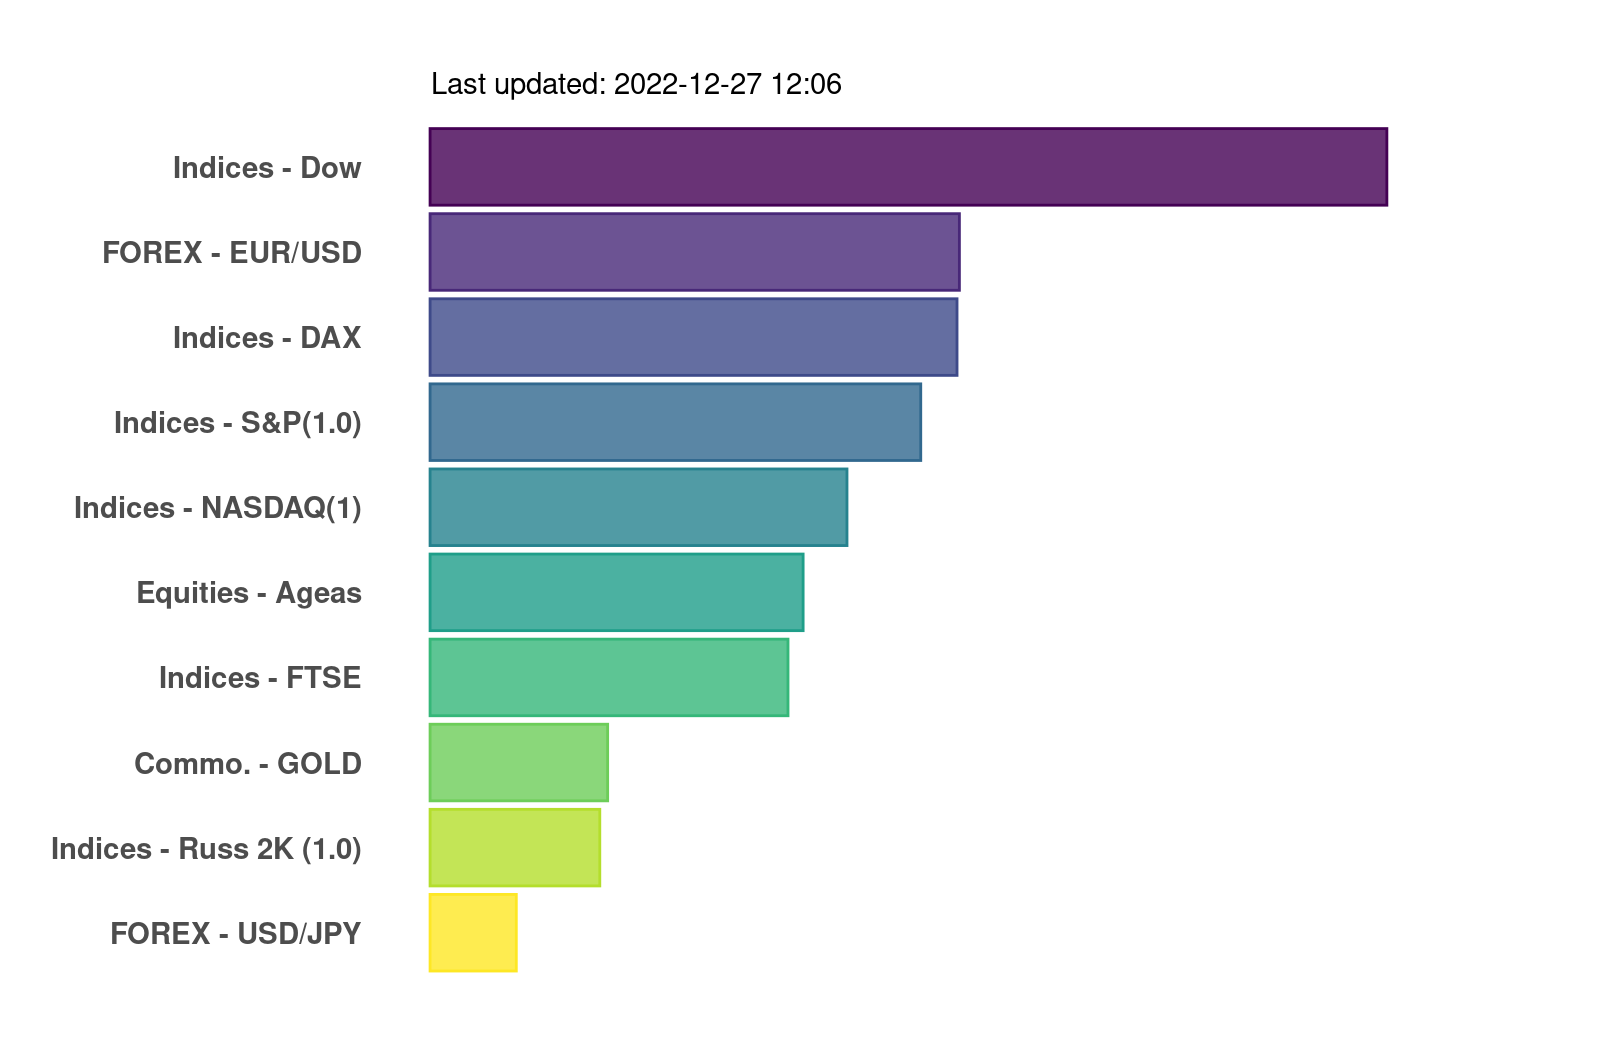 Last updated: 2022-12-27 12:06
Indices - Dow
FOREX - EUR/USD
Indices - DAX
Indices - S&P(1.0)
Indices - NASDAQ(1)
Equities - Ageas
Indices - FTSE
Commo. - GOLD
Indices - Russ 2K (1.0)
FOREX - USD/JPY